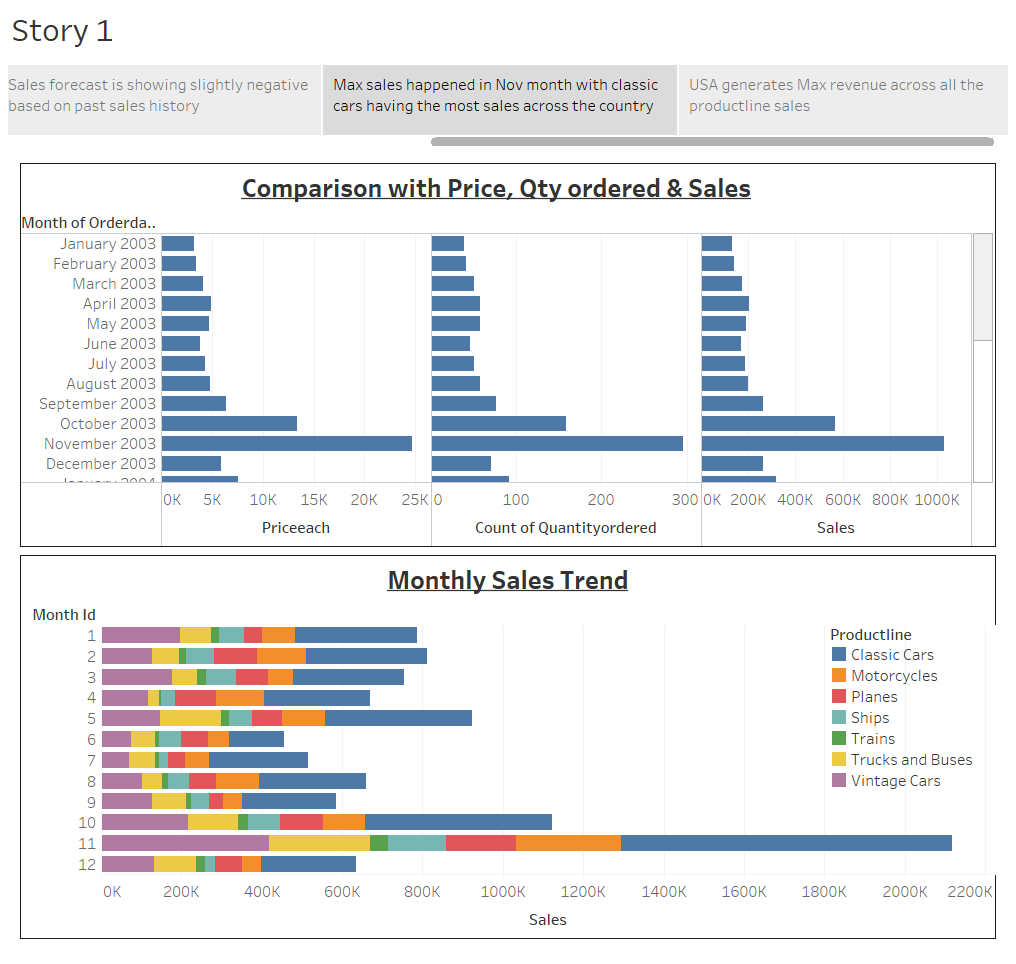 Story 1
Sales forecast is showing slightly negative
based on past sales history
Max sales happened in Nov month with classic
cars having the most sales across the country
USA generates Max revenue across all the
productline sales
Comparison with Price, Qty ordered & Sales
Month of Orderda..
January 2003
February 2003
March 2003
April 2003
May 2003
June 2003
July 2003
August 2003
September 2003
October 2003
November 2003
December 2003
January 2004
0K 5K 10K 15K 20K 25K 0 100 200 300 0K 200K 400K 600K 800K 1000K
Priceeach Count of Quantityordered Sales
Monthly Sales Trend
Month Id
1
2
3
4
5
6
7
8
9
10
11
12
Productline
Classic Cars
Motorcycles
Planes
Ships
Trains
Trucks and Buses
Vintage Cars
0K 200K 400K 600K 800K 1000K 1200K 1400K 1600K 1800K 2000K 2200K
Sales